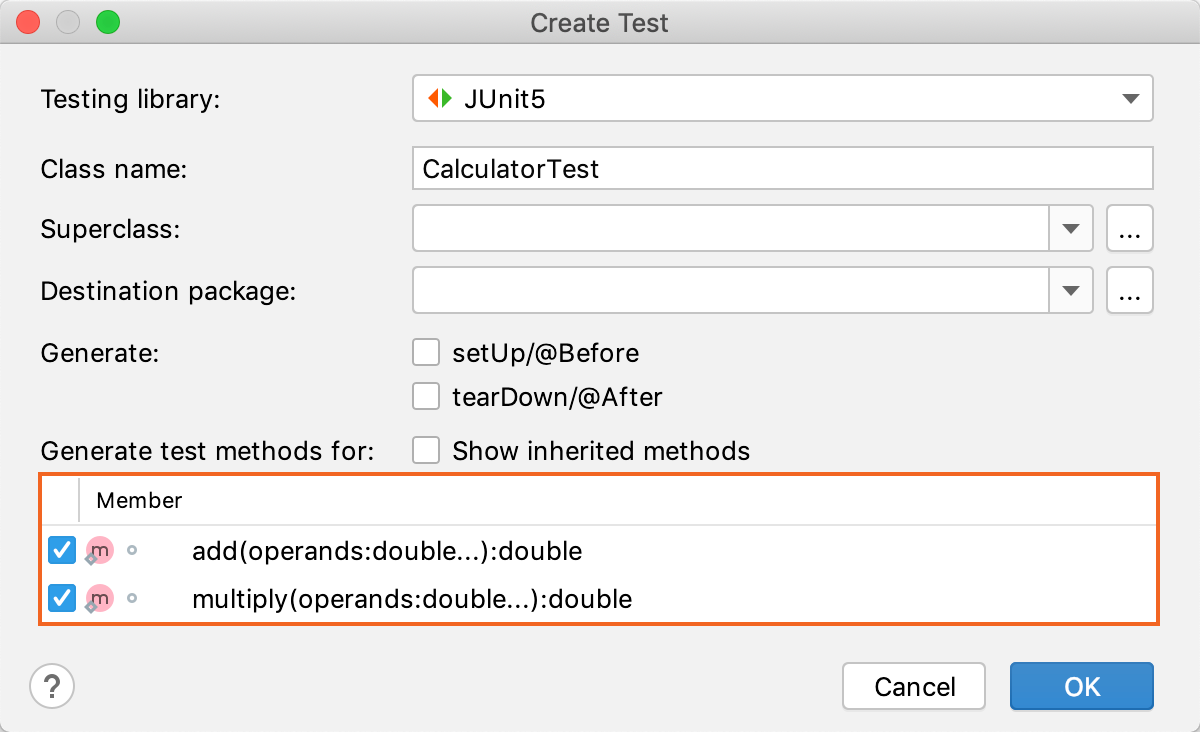 Create Test
Testing library: JUnit5
Class name: CalculatorTest
Superclass: ...
Destination package: ...
Generate: setUp/@Before
tearDown/@After
Generate test methods for: Show inherited methods
Member
m add(operands:double...):double
m multiply(operands:double...):double
? Cancel OK